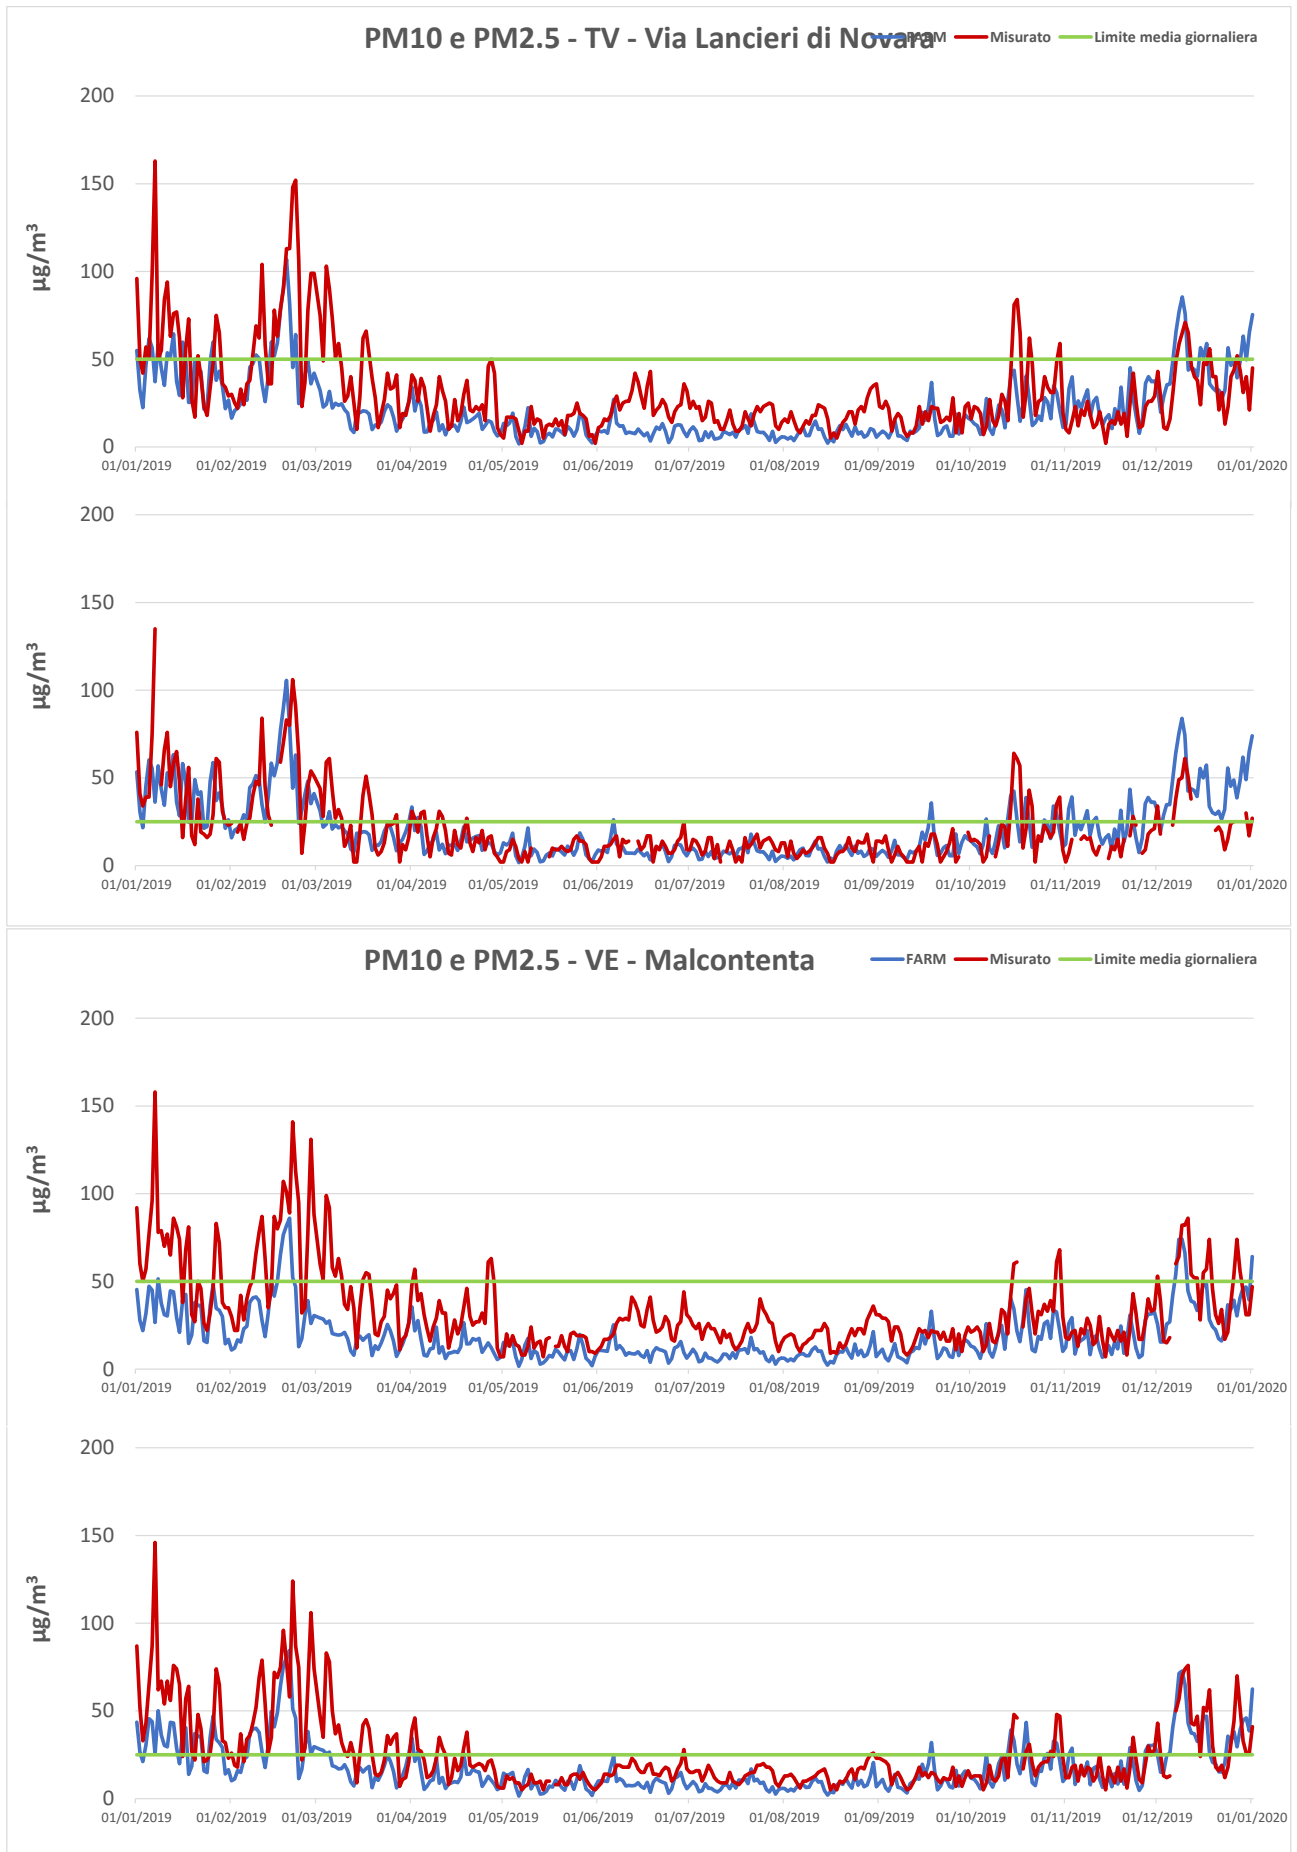 PM10 e PM2.5 - TV - Via Lancieri di Novara
FARM Misurato Limite media giornaliera
200
150
100
50
0
µg/m³
01/01/2019 01/02/2019 01/03/2019 01/04/2019 01/05/2019 01/06/2019 01/07/2019 01/08/2019 01/09/2019 01/10/2019 01/11/2019 01/12/2019 01/01/2020
200
150
100
50
0
µg/m³
01/01/2019 01/02/2019 01/03/2019 01/04/2019 01/05/2019 01/06/2019 01/07/2019 01/08/2019 01/09/2019 01/10/2019 01/11/2019 01/12/2019 01/01/2020
PM10 e PM2.5 - VE - Malcontenta
FARM Misurato Limite media giornaliera
200
150
100
50
0
µg/m³
01/01/2019 01/02/2019 01/03/2019 01/04/2019 01/05/2019 01/06/2019 01/07/2019 01/08/2019 01/09/2019 01/10/2019 01/11/2019 01/12/2019 01/01/2020
200
150
100
50
0
µg/m³
01/01/2019 01/02/2019 01/03/2019 01/04/2019 01/05/2019 01/06/2019 01/07/2019 01/08/2019 01/09/2019 01/10/2019 01/11/2019 01/12/2019 01/01/2020